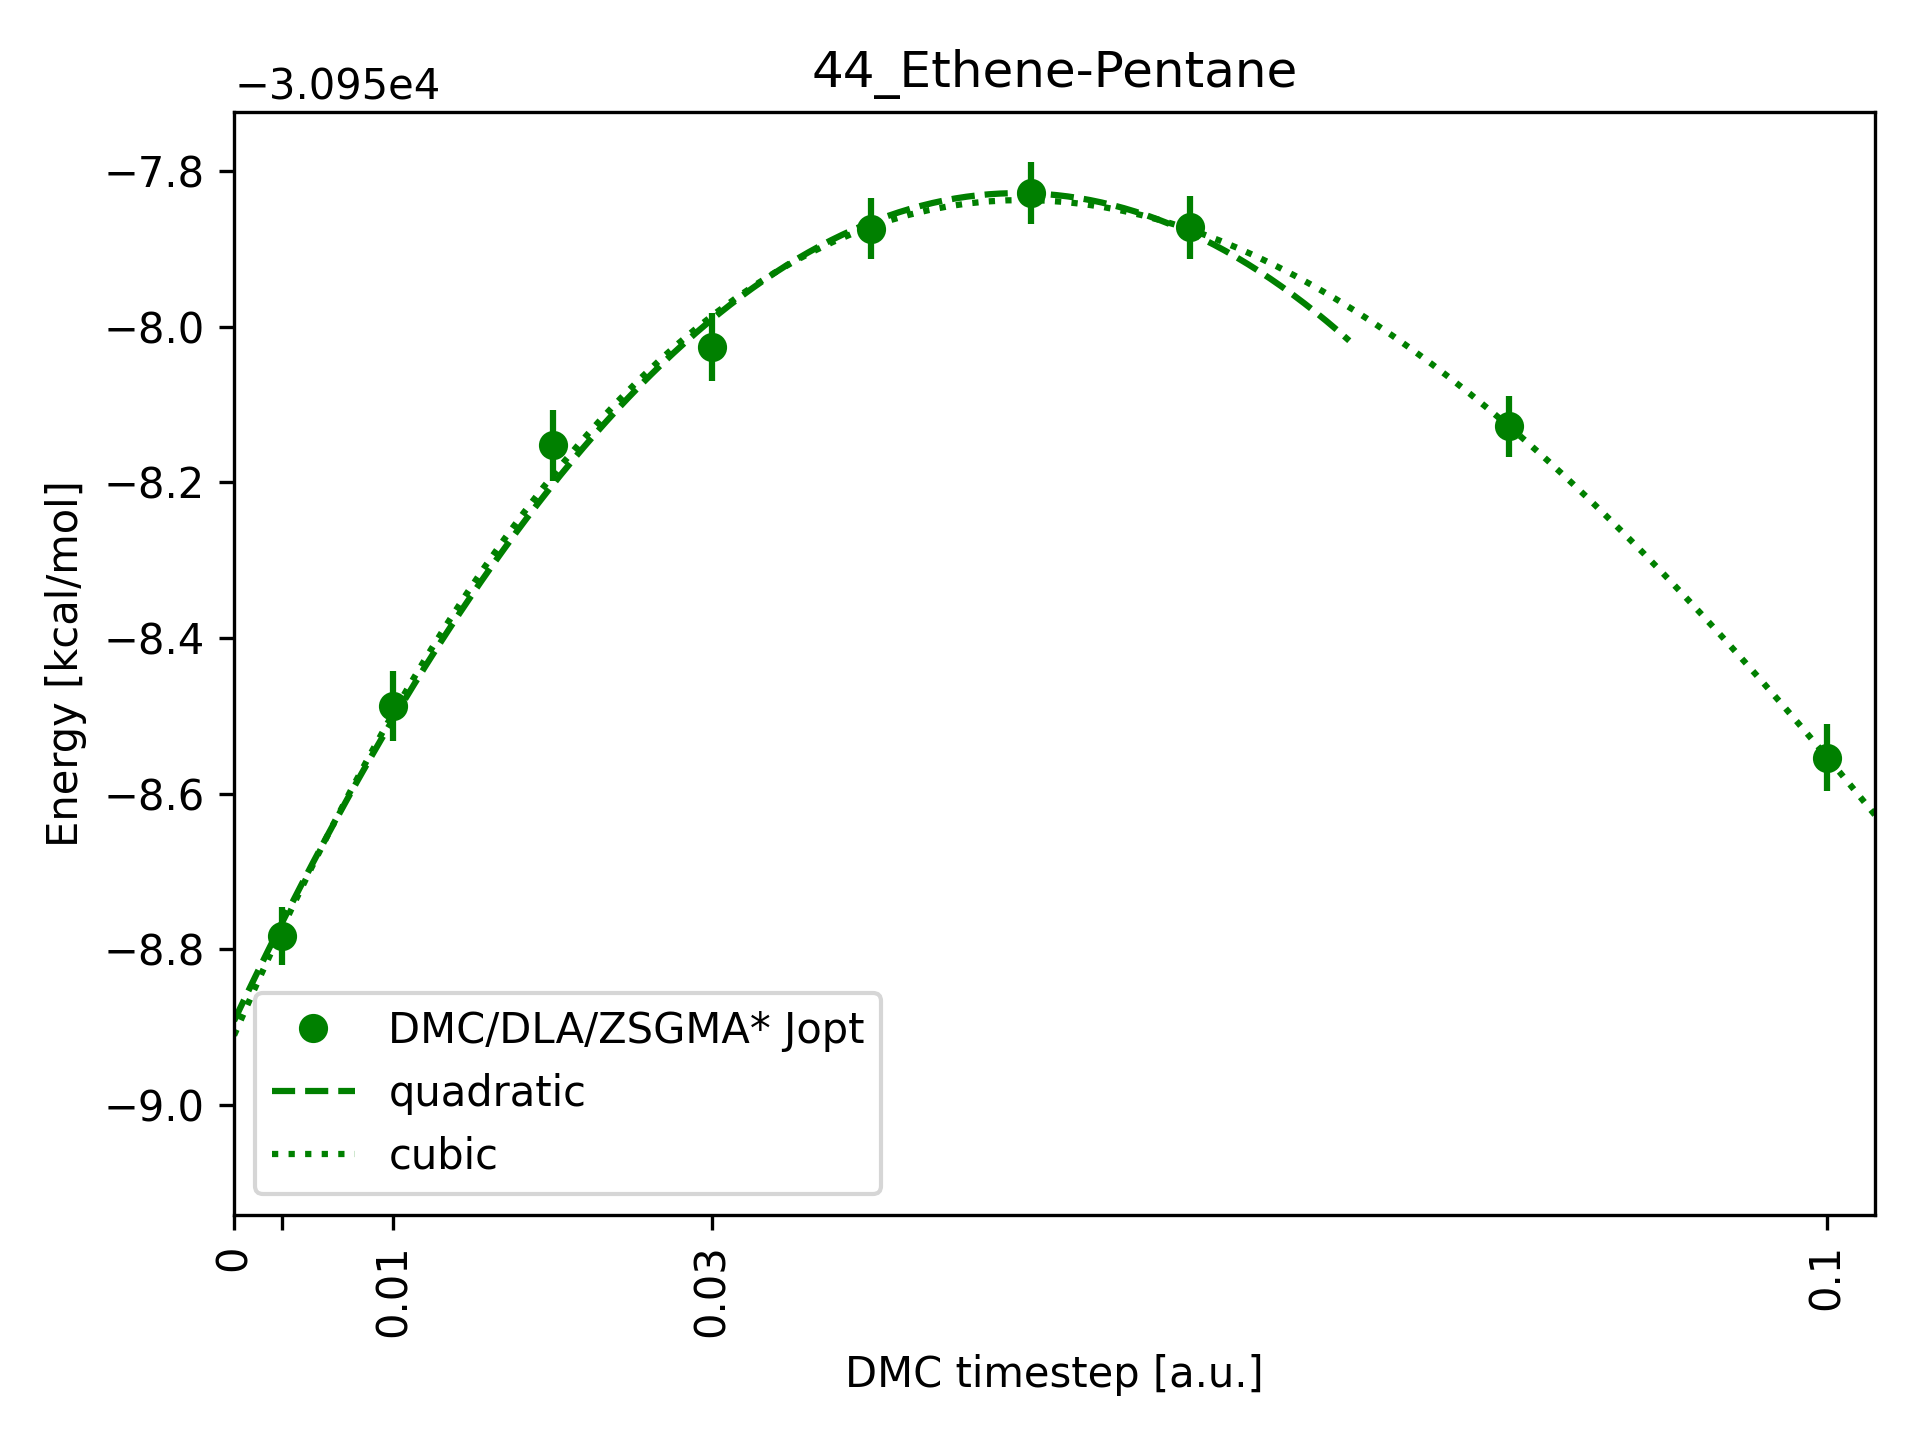 44_Ethene-Pentane
−3.095e4
−7.8
−8.0
−8.2
−8.4
−8.6
−8.8
−9.0
Energy [kcal/mol]
DMC/DLA/ZSGMA* Jopt
quadratic
cubic
0
0.01
0.03
0.1
DMC timestep [a.u.]